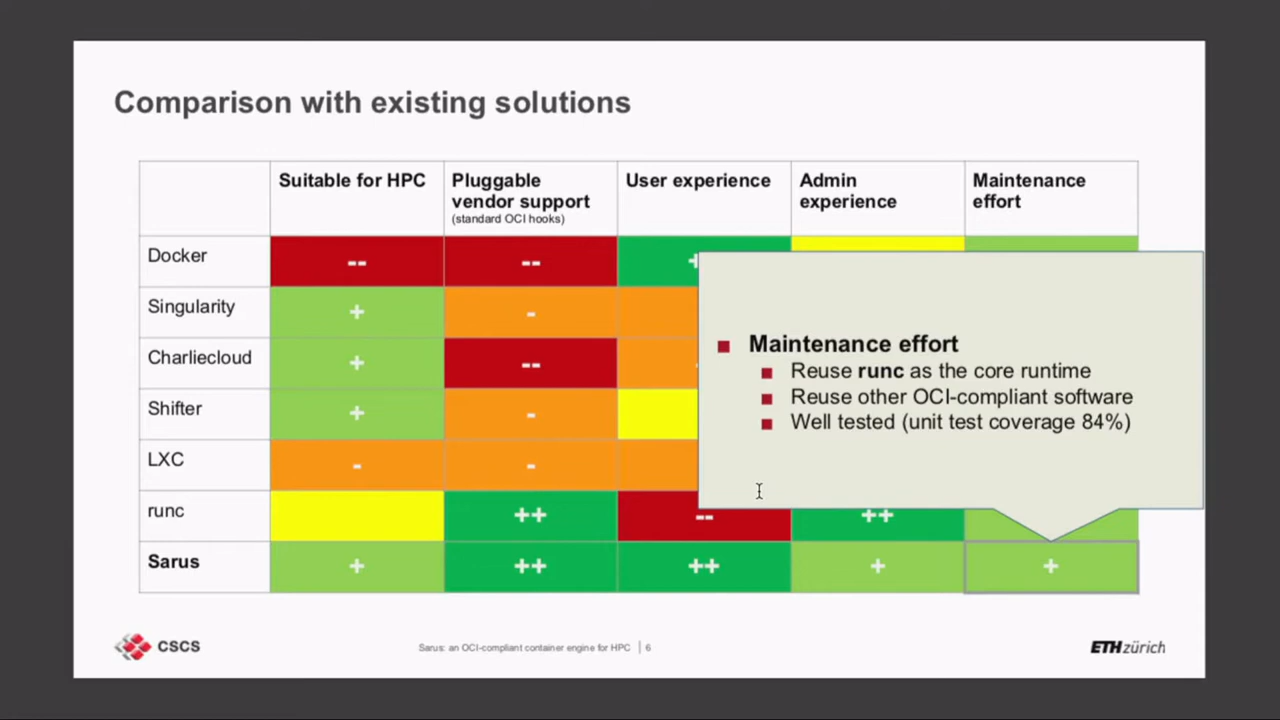 Comparison with existing solutions
Suitable for HPC
Pluggable
vendor support
(standard OCI hooks)
User experience
Admin
experience
Maintenance
effort
Docker
--
--
Singularity
+
-
Charliecloud
+
--
Shifter
+
-
LXC
-
-
runc
++
--
++
Sarus
+
++
++
+
+
Maintenance effort
Reuse runc as the core runtime
Reuse other OCI-compliant software
Well tested (unit test coverage 84%)
CSCS
Sarus: an OCI-compliant container engine for HPC | 6
ETH zürich